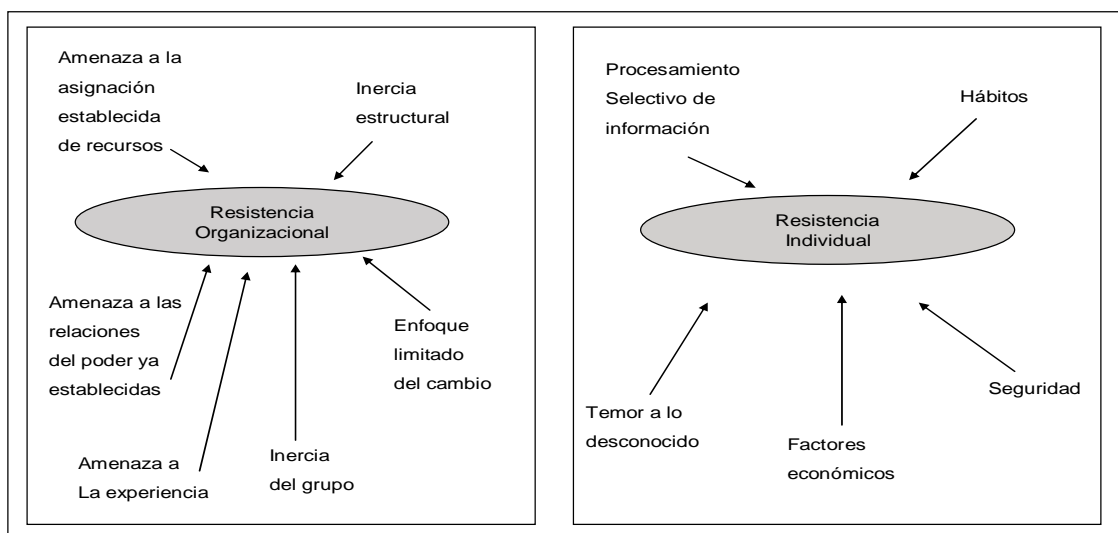 Amenaza a la
asignación
establecida
de recursos
Inercia
estructural
Resistencia
Organizacional
Amenaza a las
relaciones
del poder ya
establecidas
Enfoque
limitado
del cambio
Amenaza a
La experiencia
Inercia
del grupo
Procesamiento
Selectivo de
información
Hábitos
Resistencia
Individual
Temor a lo
desconocido
Factores
económicos
Seguridad